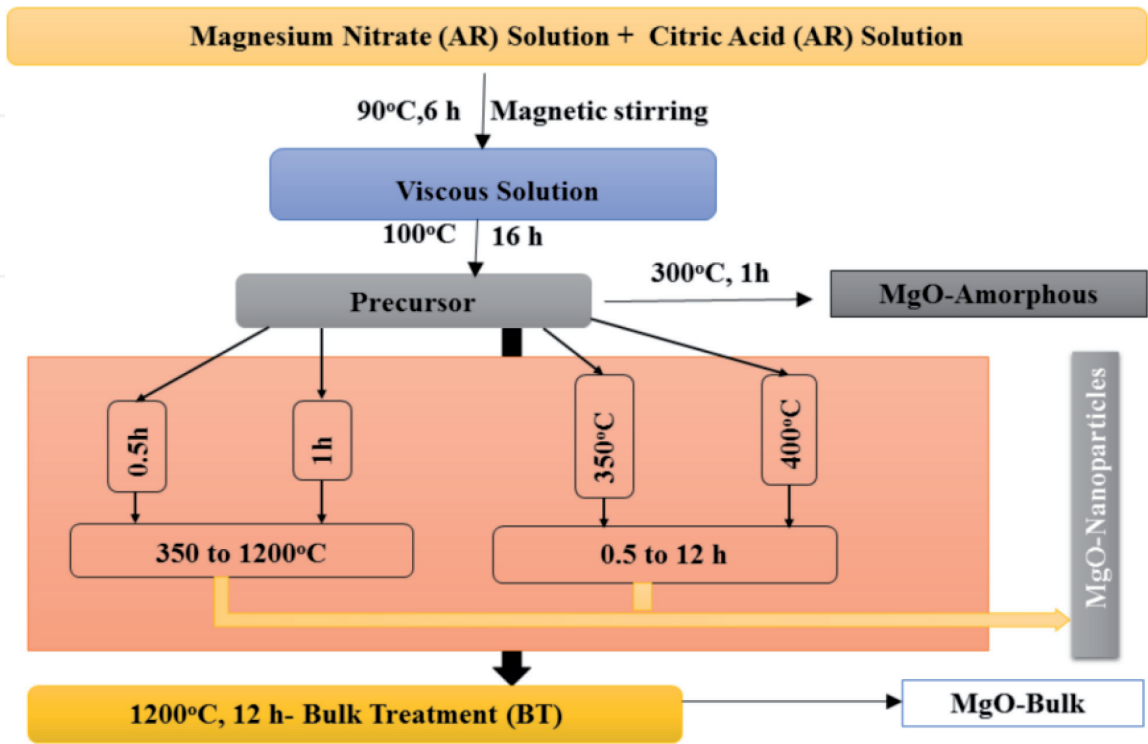 Magnesium Nitrate (AR) Solution + Citric Acid (AR) Solution
90°C,6 h Magnetic stirring
Viscous Solution
100°C 16 h
Precursor
300°C, 1h
MgO-Amorphous
0.5h
1h
350°C
400°C
350 to 1200°C
0.5 to 12 h
MgO-Nanoparticles
1200°C, 12 h- Bulk Treatment (BT)
MgO-Bulk